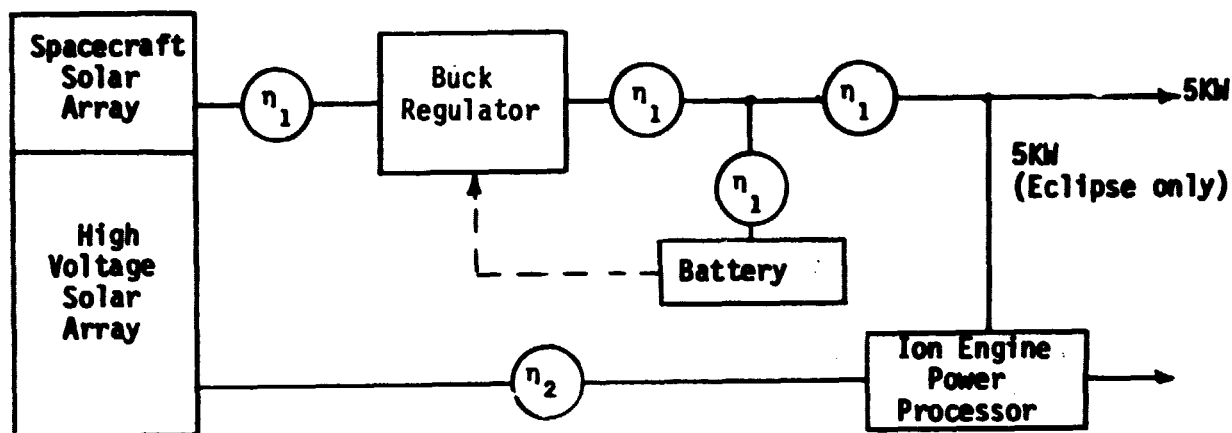 Spacecraft
Solar
Array
η1
Buck
Regulator
η1
η1
5KW
5KW
(Eclipse only)
η1
High
Voltage
Solar
Array
Battery
η2
Ion Engine
Power
Processor